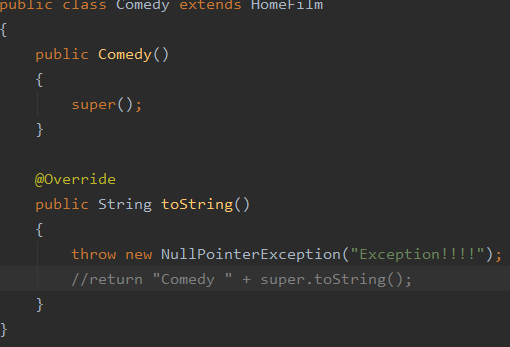 public class Comedy extends HomeFilm
{
public Comedy()
{
super();
}
@Override
public String toString()
{
throw new NullPointerException("Exception!!!!");
//return "Comedy " + super.toString();
}
}